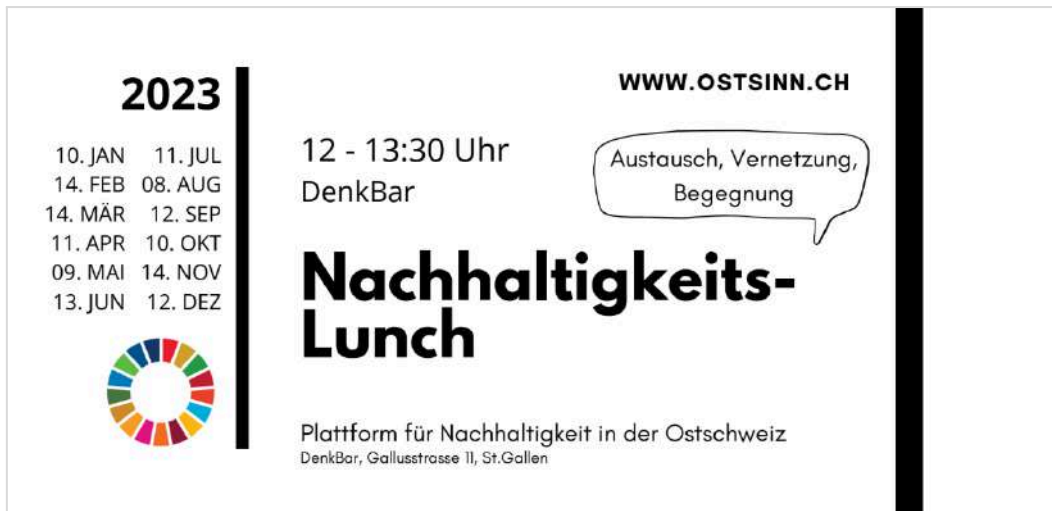 2023
10. JAN 11. JUL
14. FEB 08. AUG
14. MÄR 12. SEP
11. APR 10. OKT
09. MAI 14. NOV
13. JUN 12. DEZ
WWW.OSTSINN.CH
12 - 13:30 Uhr
DenkBar
Austausch, Vernetzung,
Begegnung
Nachhaltigkeits-
Lunch
Plattform für Nachhaltigkeit in der Ostschweiz
DenkBar, Gallusstrasse 11, St.Gallen